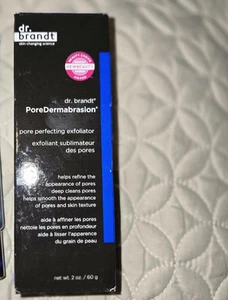 dr.
brandt
skin changing science
dr. brandt®
PoreDermabrasion®
pore perfecting exfoliator
exfoliant sublimateur
des pores
helps refine the
appearance of pores
deep cleans pores
helps smooth the appearance
of pores and skin texture
aide à affiner les pores
nettoie les pores en profondeur
aide à lisser l'apparence
du grain de peau
net wt. 2 oz. / 60 g